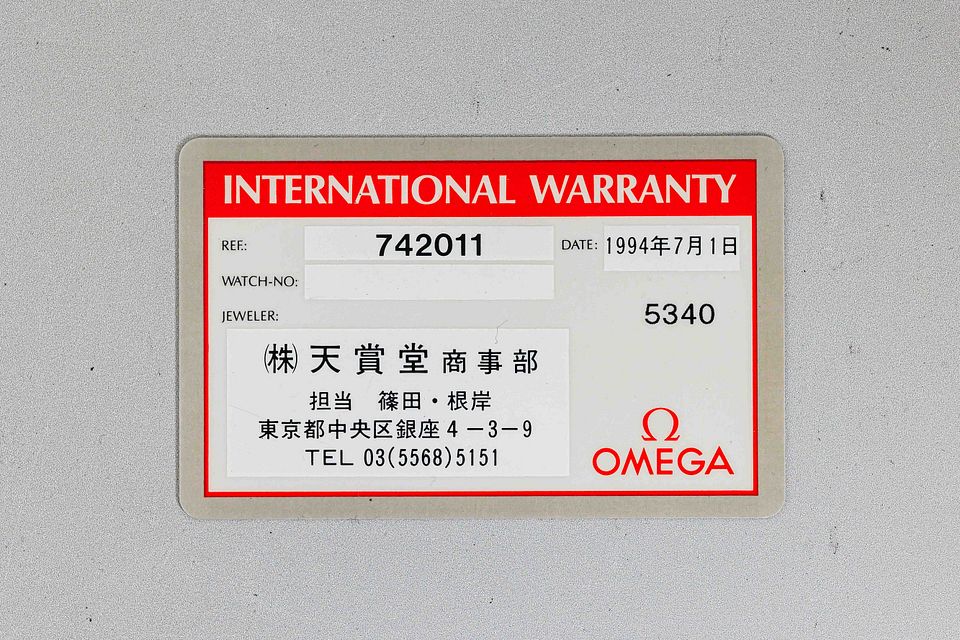 INTERNATIONAL WARRANTY
REF.: 742011 DATE: 1994年7月1日
WATCH-NO:
JEWELER: 5340
㈱天賞堂商事部
担当 篠田・根岸
東京都中央区銀座4-3-9
TEL 03(5568)5151
Ω
OMEGA